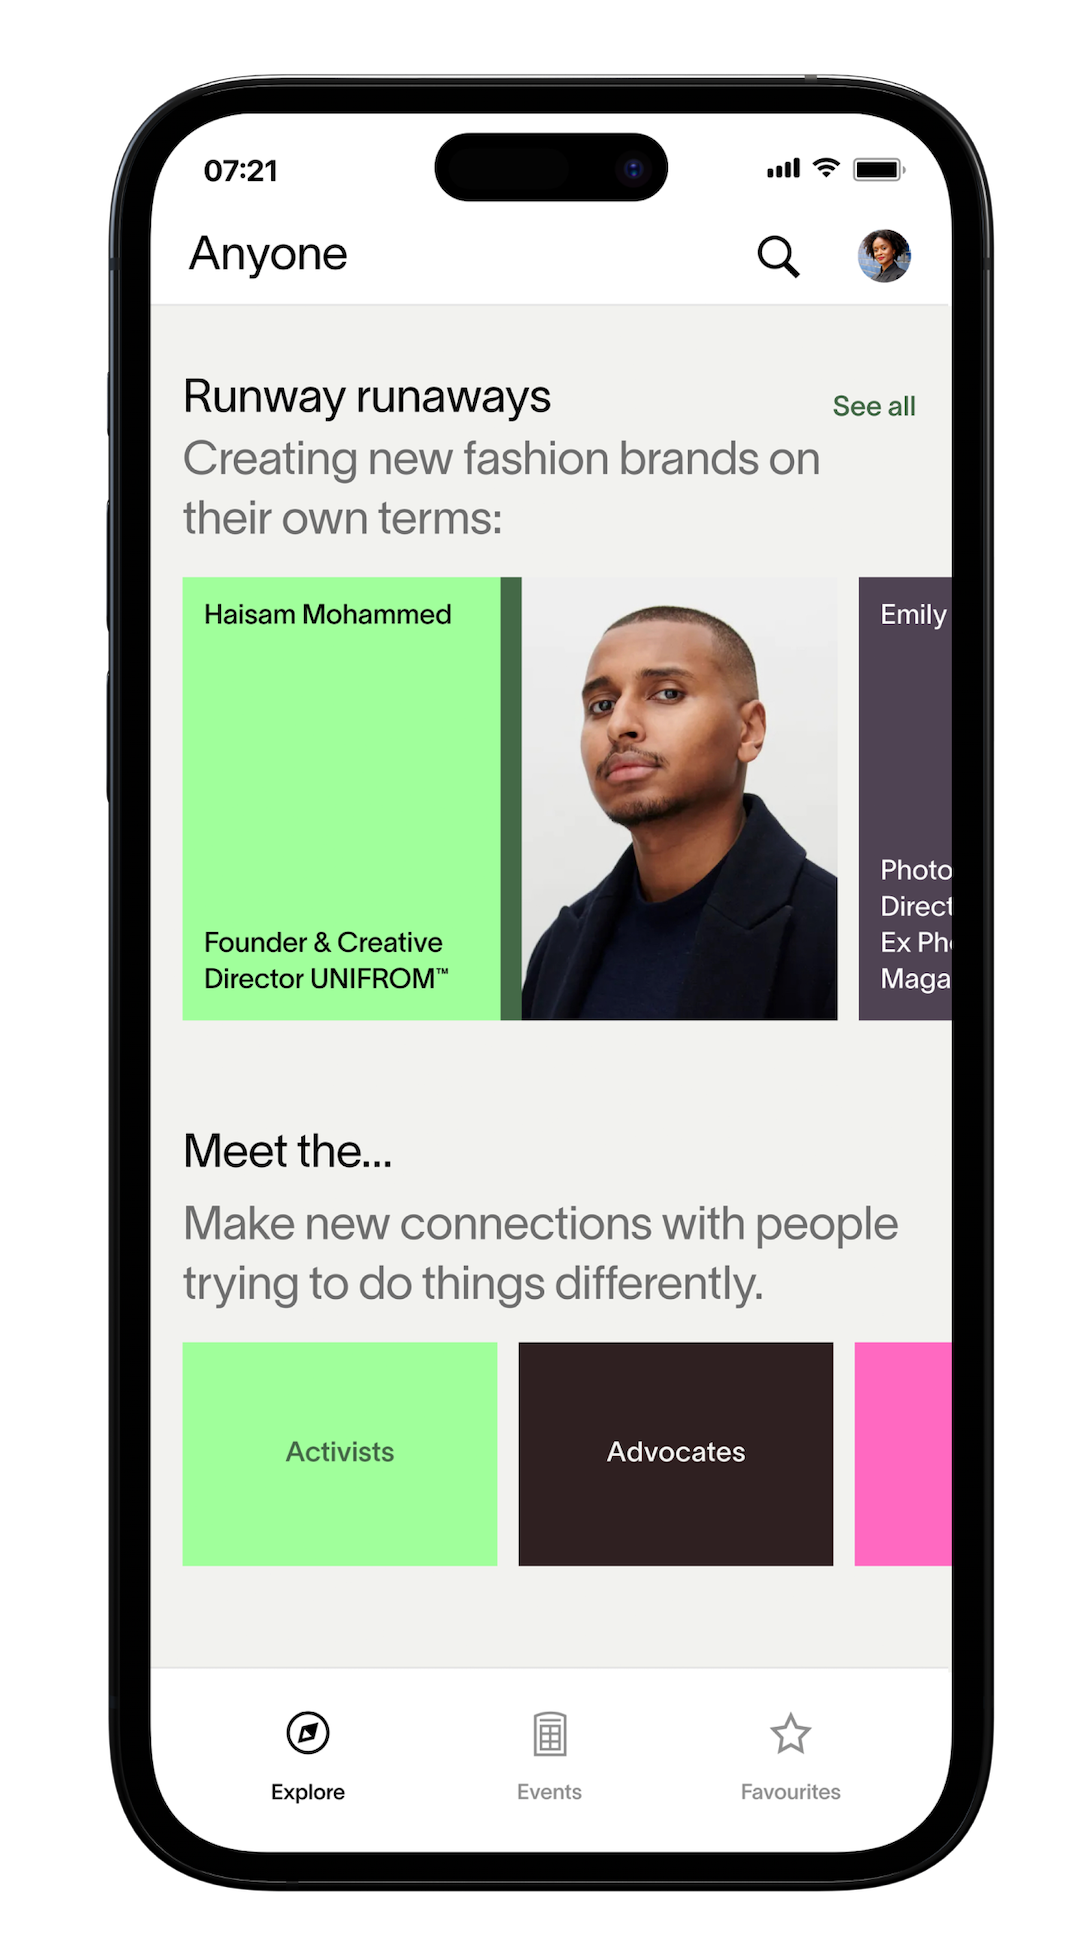 07:21
Anyone
Runway runaways
See all
Creating new fashion brands on
their own terms:
Haisam Mohammed
Founder & Creative
Director UNIFROM™
Emily
Photo
Direct
Ex Ph
Maga
Meet the...
Make new connections with people
trying to do things differently.
Activists
Advocates
Explore
Events
Favourites